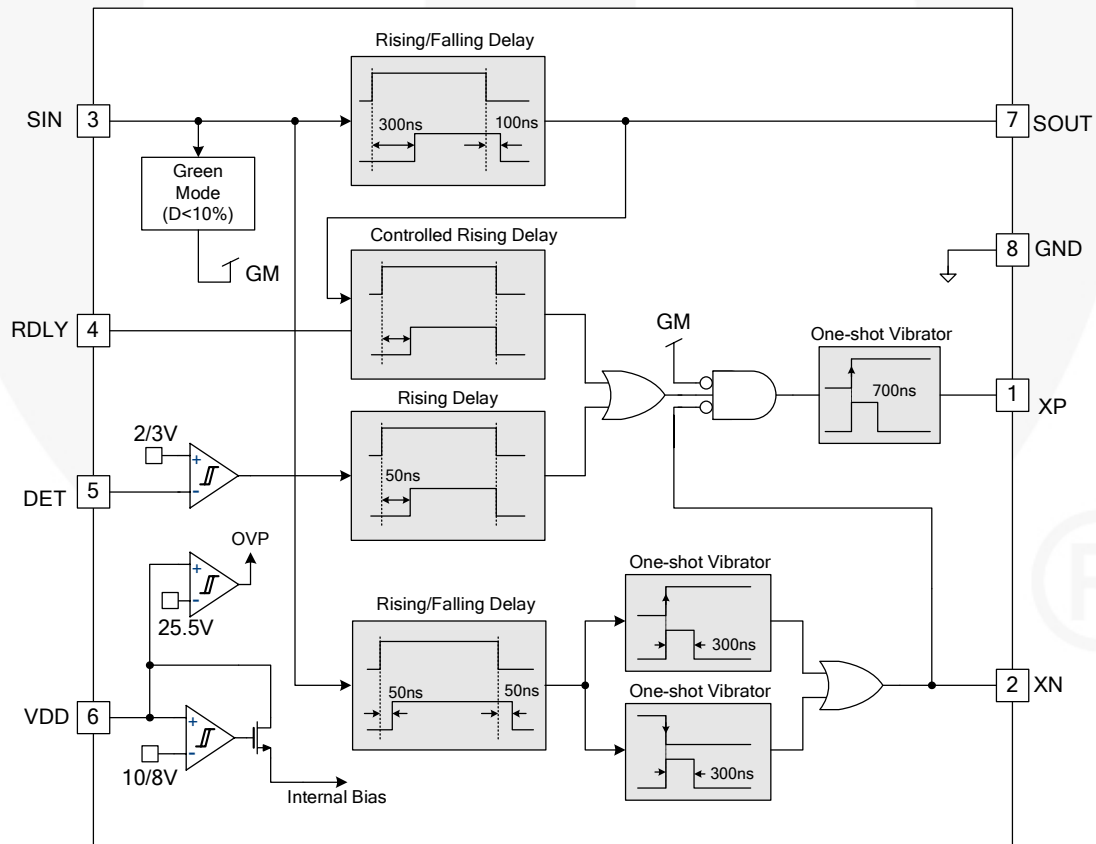 Rising/Falling Delay
SIN 3
300ns
100ns
7 SOUT
Green
Mode
(D<10%)
GM
Controlled Rising Delay
8 GND
RDLY 4
GM
One-shot Vibrator
700ns
1 XP
Rising Delay
2/3V
+
-
50ns
DET 5
OVP
+
-
25.5V
One-shot Vibrator
300ns
Rising/Falling Delay
50ns
50ns
2 XN
One-shot Vibrator
300ns
VDD 6
+
-
10/8V
Internal Bias
®